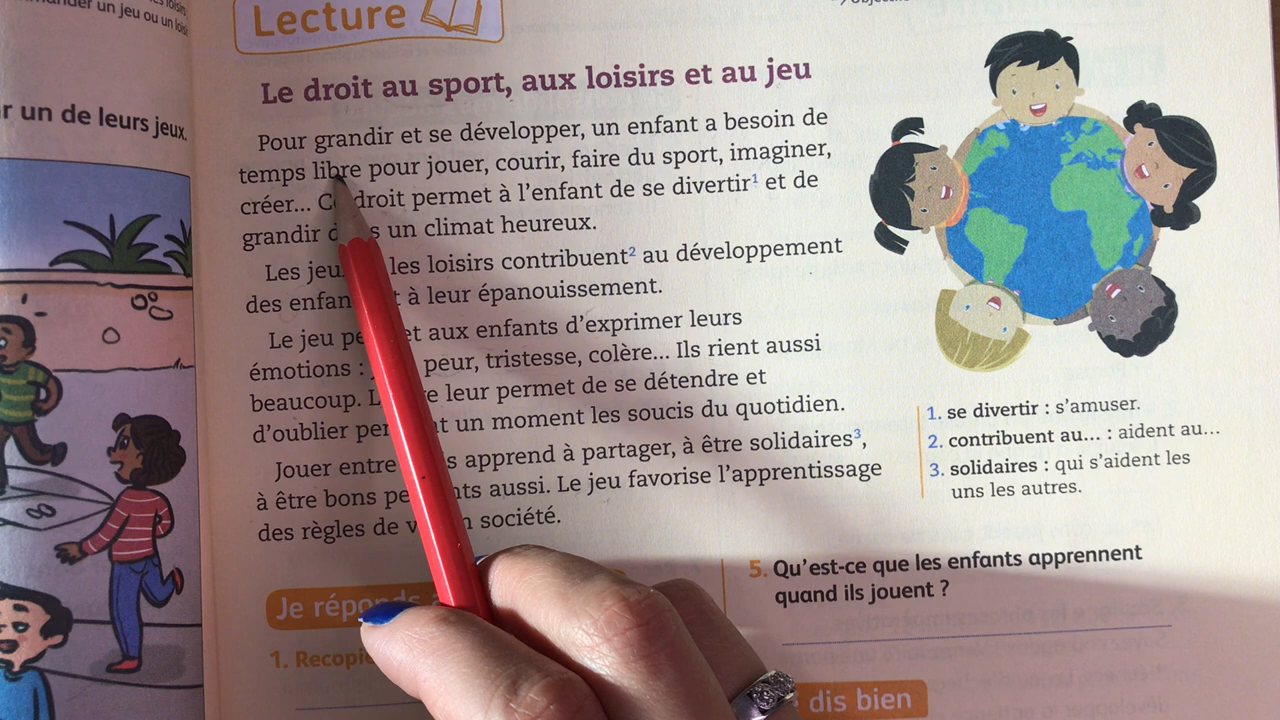 un jeu ou un
r un de leurs jeux.
Lecture
Le droit au sport, aux loisirs et au jeu
Pour grandir et se développer, un enfant a besoin de
temps libre pour jouer, courir, faire du sport, imaginer,
créer... droit permet à l'enfant de se divertir¹ et de
grandir un climat heureux.
Les les loisirs contribuent² au développement
des à leur épanouissement.
Le jeu aux enfants d'exprimer leurs
émotions : peur, tristesse, colère... Ils rient aussi
beaucoup. leur permet de se détendre et
d'oublier un moment les soucis du quotidien.
Jouer entre apprend à partager, à être solidaires³,
à être bons aussi. Le jeu favorise l'apprentissage
des règles de société.
1. se divertir : s'amuser.
2. contribuent au... : aident au...
3. solidaires : qui s'aident les
uns les autres.
Je réponds
1.
5. Qu'est-ce que les enfants apprennent
quand ils jouent ?
dis bien